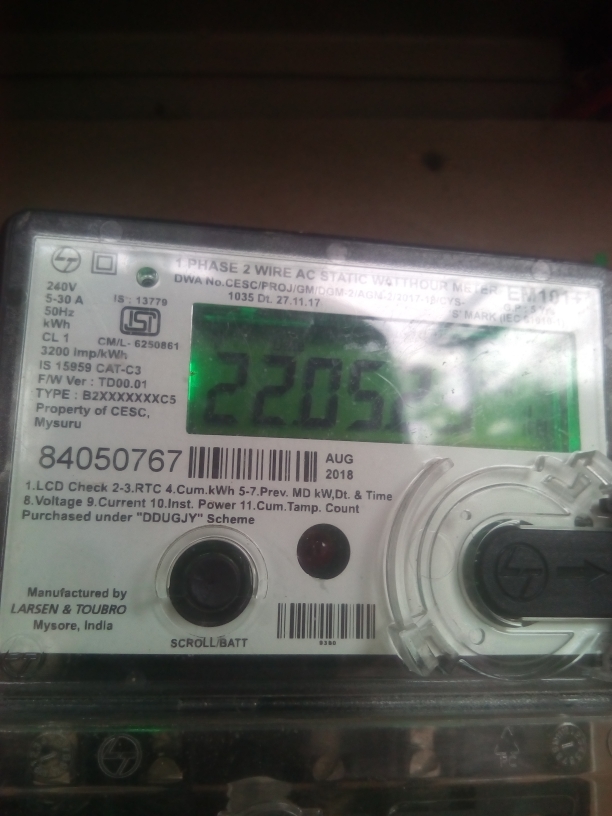 1-PHASE 2 WIRE AC STATIC WATTHOUR METER EM101+
DWA No.CESC/PROJ/GM/DGM-2/AGM-2/2017-18/CYS-
1035 Dt. 27.11.17
S' MARK
240V
5-30 A
50Hz
kWh
CL 1
3200 imp/kWh
IS 15959 CAT-C3
F/W Ver : TD00.01
TYPE : B2XXXXXXXC5
Property of CESC,
Mysuru
IS : 13779
ISI
CM/L- 6250861
84050767
AUG
2018
1.LCD Check 2-3.RTC 4.Cum.kWh 5-7.Prev. MD kW,Dt. & Time
8.Voltage 9.Current 10.Inst. Power 11.Cum.Tamp. Count
Purchased under "DDUGJY" Scheme
Manufactured by
LARSEN & TOUBRO
Mysore, India
SCROLL/BATT